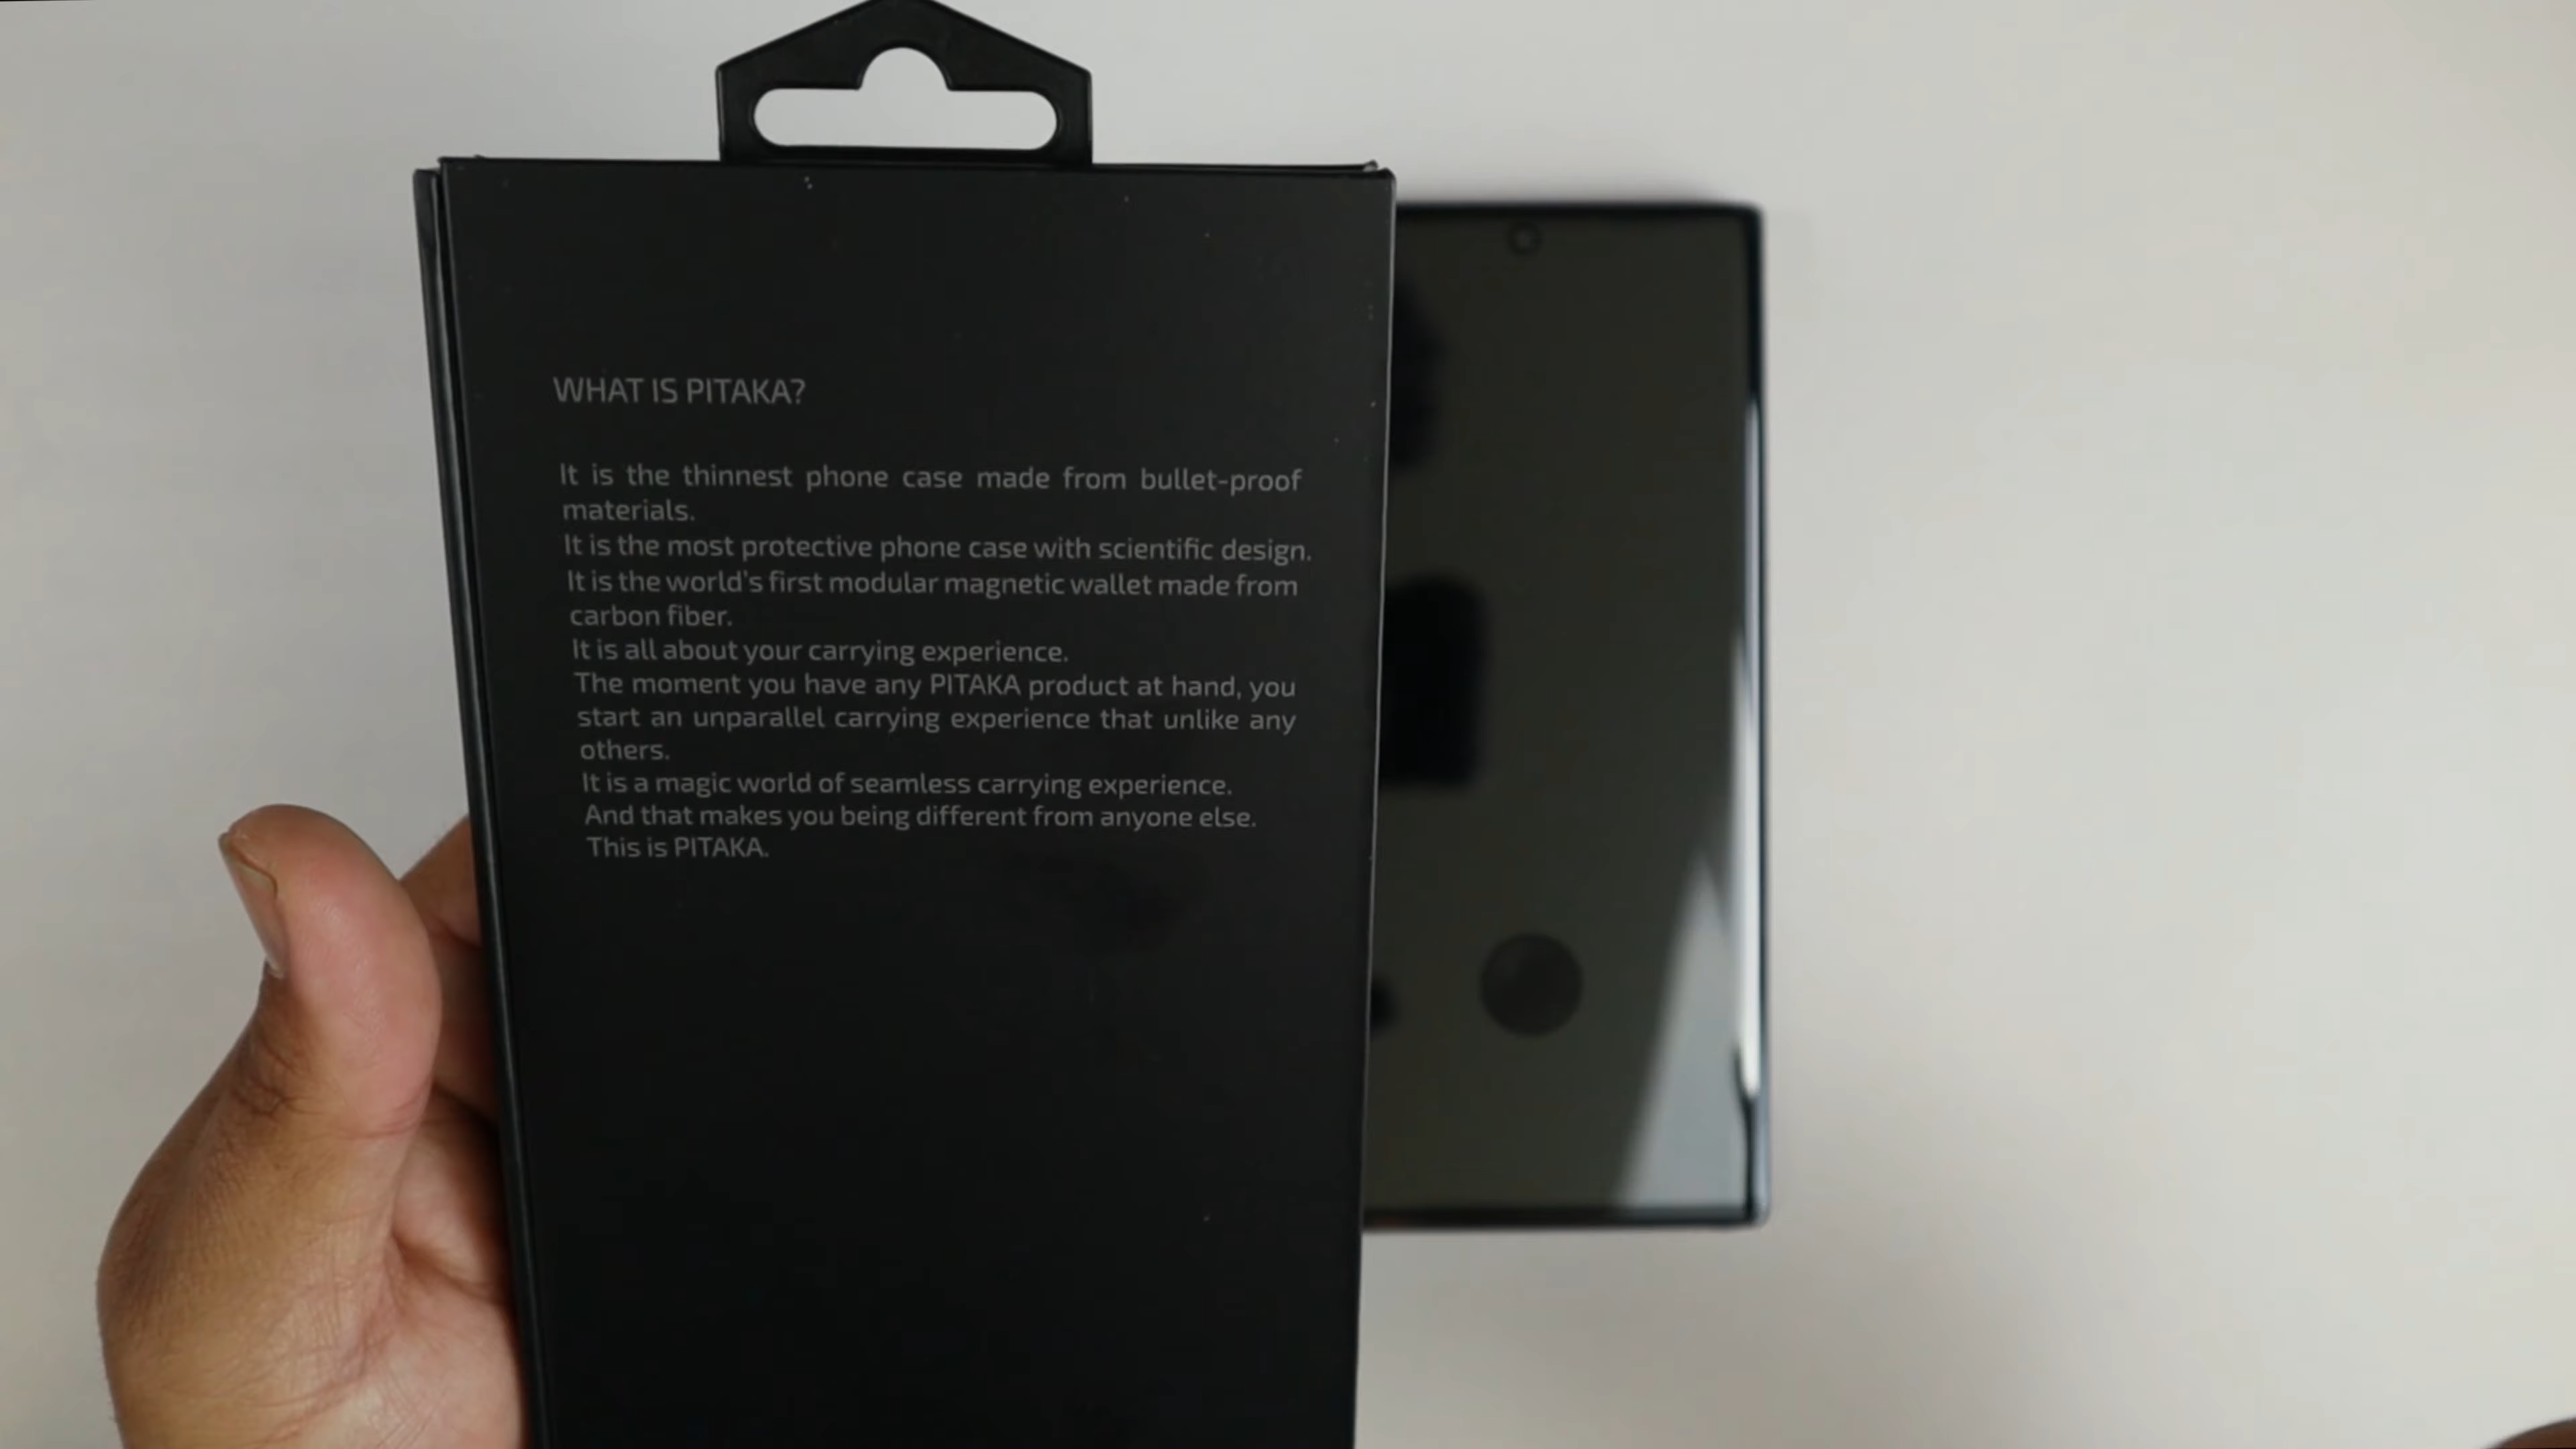 WHAT IS PITAKA?
It is the thinnest phone case made from bullet-proof
materials.
It is the most protective phone case with scientific design.
It is the world's first modular magnetic wallet made from
carbon fiber.
It is all about your carrying experience.
The moment you have any PITAKA product at hand, you
start an unparallel carrying experience that unlike any
others.
It is a magic world of seamless carrying experience.
And that makes you being different from anyone else.
This is PITAKA.